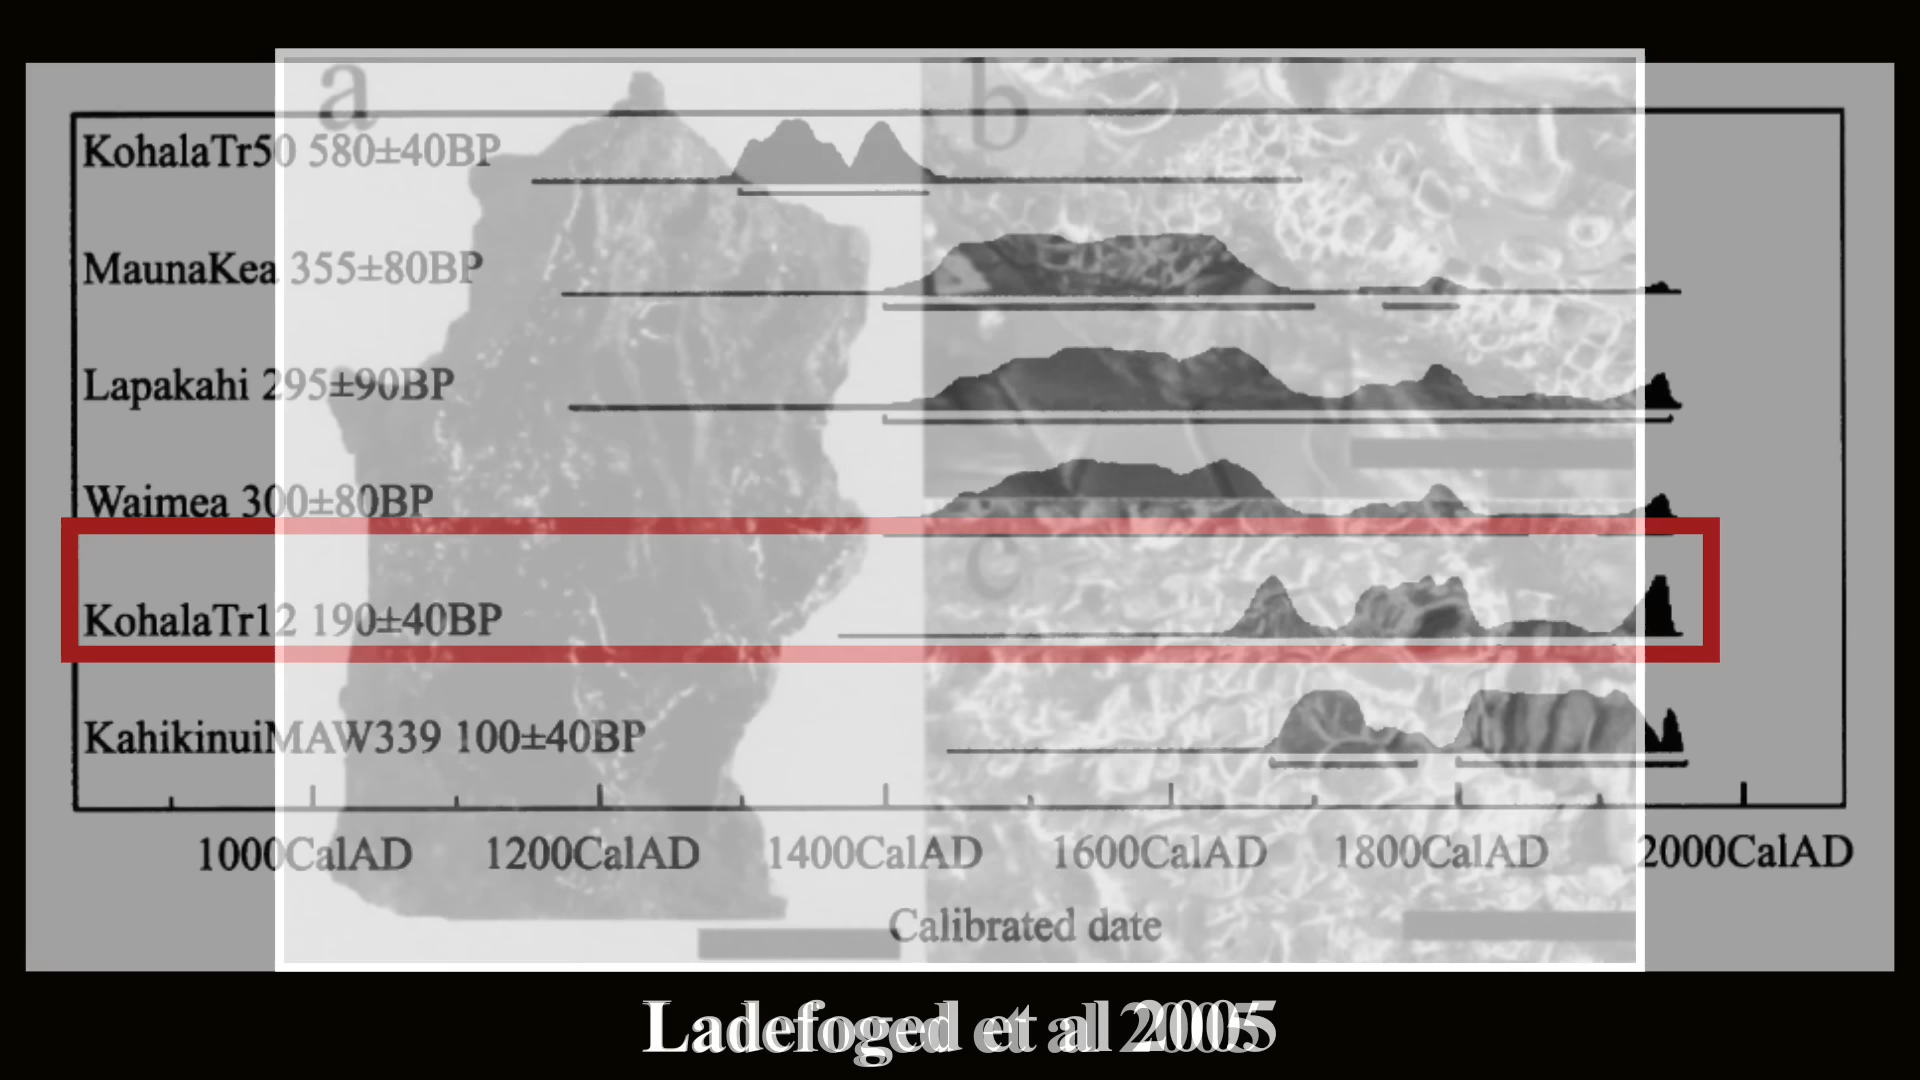 a
b
KohalaTr50 580±40BP
MaunaKea 355±80BP
Lapakahi 295±90BP
Waimea 300±80BP
c
KohalaTr12 190±40BP
KahikinuiMAW339 100±40BP
1000CalAD 1200CalAD 1400CalAD 1600CalAD 1800CalAD 2000CalAD
Calibrated date
Ladefoged et al 2005